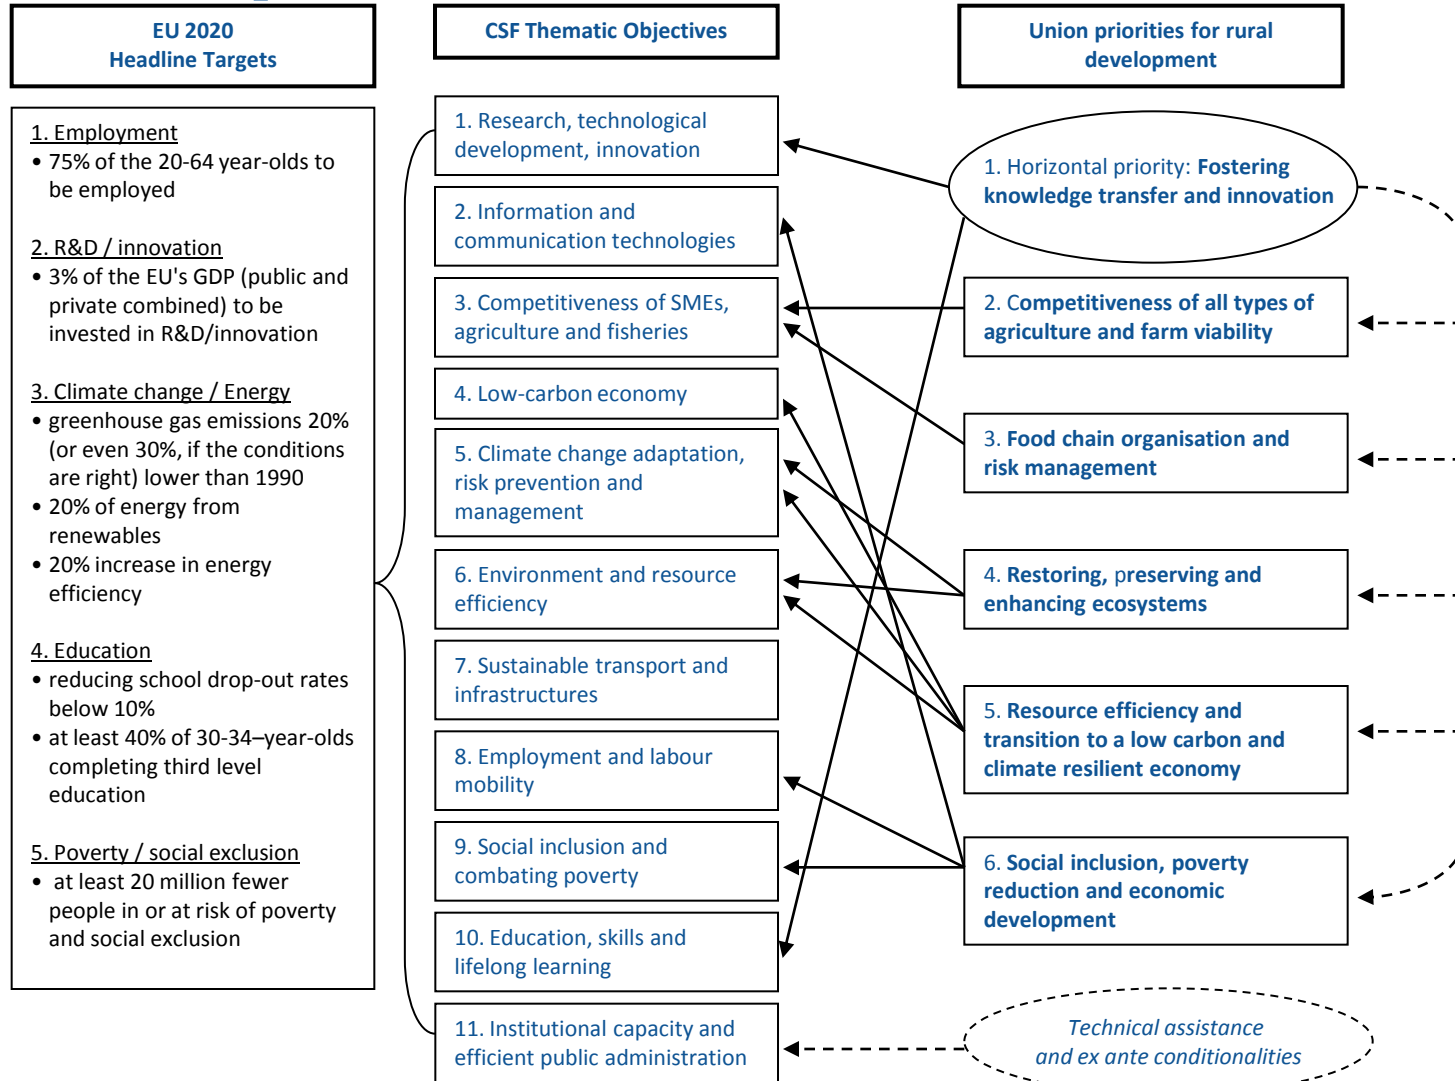 EU 2020
Headline Targets
CSF Thematic Objectives
Union priorities for rural
development
1. Employment
• 75% of the 20-64 year-olds to
be employed
2. R&D / innovation
• 3% of the EU's GDP (public and
private combined) to be
invested in R&D/innovation
3. Climate change / Energy
• greenhouse gas emissions 20%
(or even 30%, if the conditions
are right) lower than 1990
• 20% of energy from
renewables
• 20% increase in energy
efficiency
4. Education
• reducing school drop-out rates
below 10%
• at least 40% of 30-34–year-olds
completing third level
education
5. Poverty / social exclusion
• at least 20 million fewer
people in or at risk of poverty
and social exclusion
1. Research, technological
development, innovation
2. Information and
communication technologies
3. Competitiveness of SMEs,
agriculture and fisheries
4. Low-carbon economy
5. Climate change adaptation,
risk prevention and
management
6. Environment and resource
efficiency
7. Sustainable transport and
infrastructures
8. Employment and labour
mobility
9. Social inclusion and
combating poverty
10. Education, skills and
lifelong learning
11. Institutional capacity and
efficient public administration
1. Horizontal priority: Fostering
knowledge transfer and innovation
2. Competitiveness of all types of
agriculture and farm viability
3. Food chain organisation and
risk management
4. Restoring, preserving and
enhancing ecosystems
5. Resource efficiency and
transition to a low carbon and
climate resilient economy
6. Social inclusion, poverty
reduction and economic
development
Technical assistance
and ex ante conditionalities